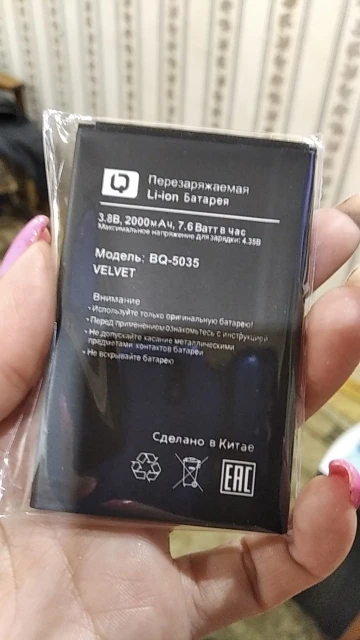 BQ
Перезаряжаемая
Li-ion Батарея
3.8В, 2000мАч, 7.6 Ватт в час
Максимальное напряжение для зарядки: 4.35В
Модель: BQ-5035
VELVET
Внимание
- Используйте только оригинальную батарею!
- Перед применением ознакомьтесь с инструкцией
- Не допускайте касание металлическими
предметами контактов батареи
- Не вскрывайте батарею
Сделано в Китае
EAC